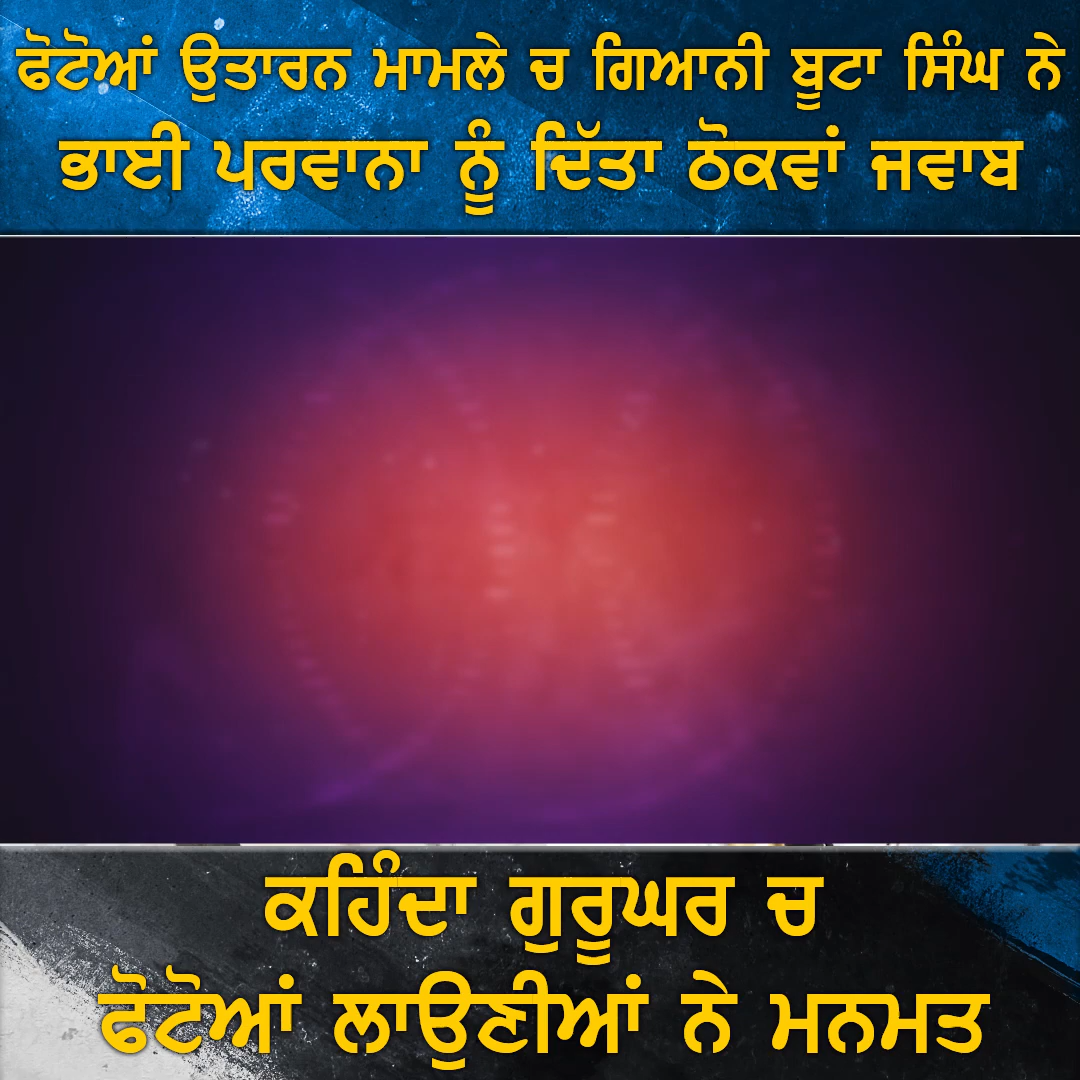 ਫੋਟੋਆਂ ਉਤਾਰਨ ਮਾਮਲੇ ਚ ਗਿਆਨੀ ਬੂਟਾ ਸਿੰਘ ਨੇ
ਭਾਈ ਪਰਵਾਨਾ ਨੂੰ ਦਿੱਤਾ ਠੋਕਵਾਂ ਜਵਾਬ
ਕਹਿੰਦਾ ਗੁਰੂਘਰ ਚ
ਫੋਟੋਆਂ ਲਾਉਣੀਆਂ ਨੇ ਮਨਮਤ